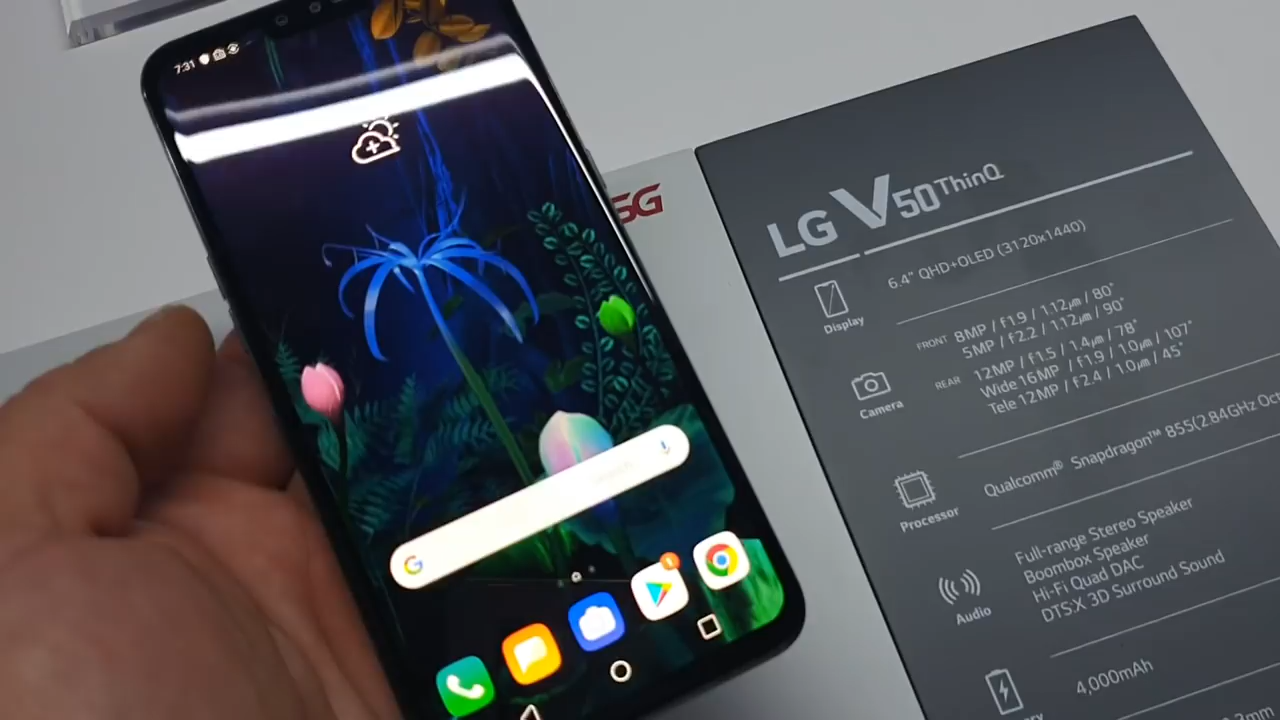 7:31
5G
LG V50 ThinQ
Display
6.4" QHD+OLED (3120x1440)
Camera
FRONT 8MP / f1.9 / 1.12㎛ / 80°
5MP / f2.2 / 1.12㎛ / 90°
REAR 12MP / f1.5 / 1.4㎛ / 78°
Wide 16MP / f1.9 / 1.0㎛ / 107°
Tele 12MP / f2.4 / 1.0㎛ / 45°
Processor
Qualcomm® Snapdragon™ 855(2.84GHz Oct
Audio
Full-range Stereo Speaker
Boombox Speaker
Hi-Fi Quad DAC
DTS:X 3D Surround Sound
4,000mAh
G
1